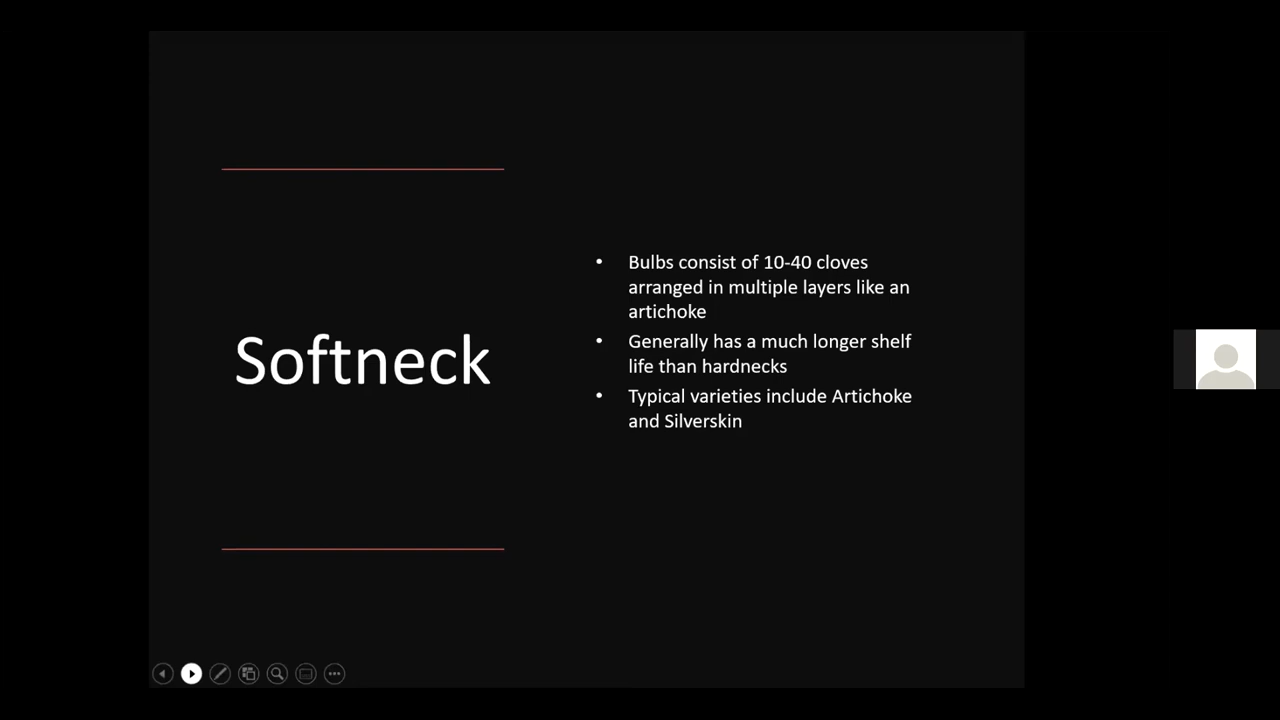 Softneck
• Bulbs consist of 10-40 cloves
arranged in multiple layers like an
artichoke
• Generally has a much longer shelf
life than hardnecks
• Typical varieties include Artichoke
and Silverskin